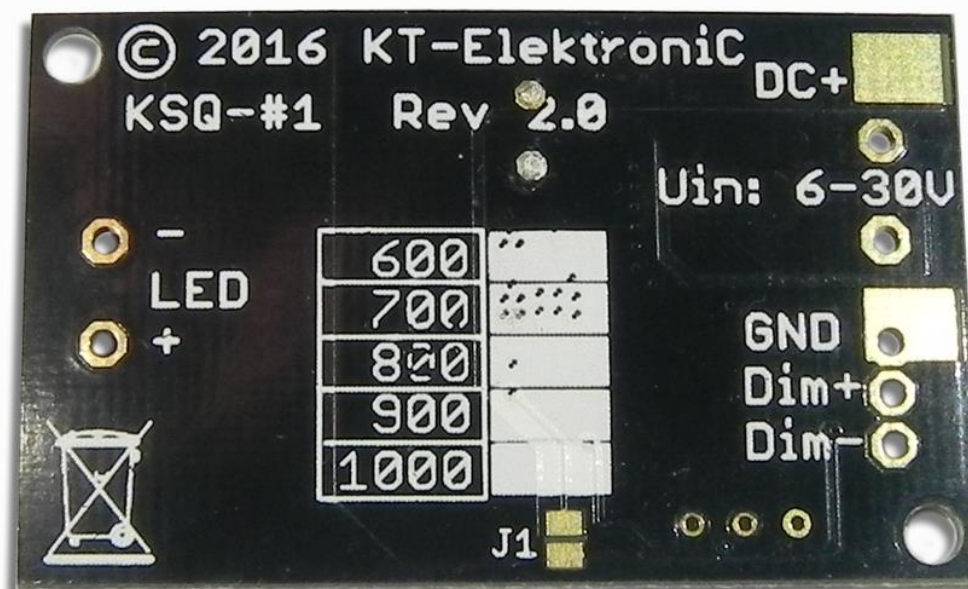 © 2016 KT-ElektroniC
KSQ-#1 Rev 2.0
DC+
Uin: 6-30V
-
LED
+
600
700
800
900
1000
GND
Dim+
Dim-
J1